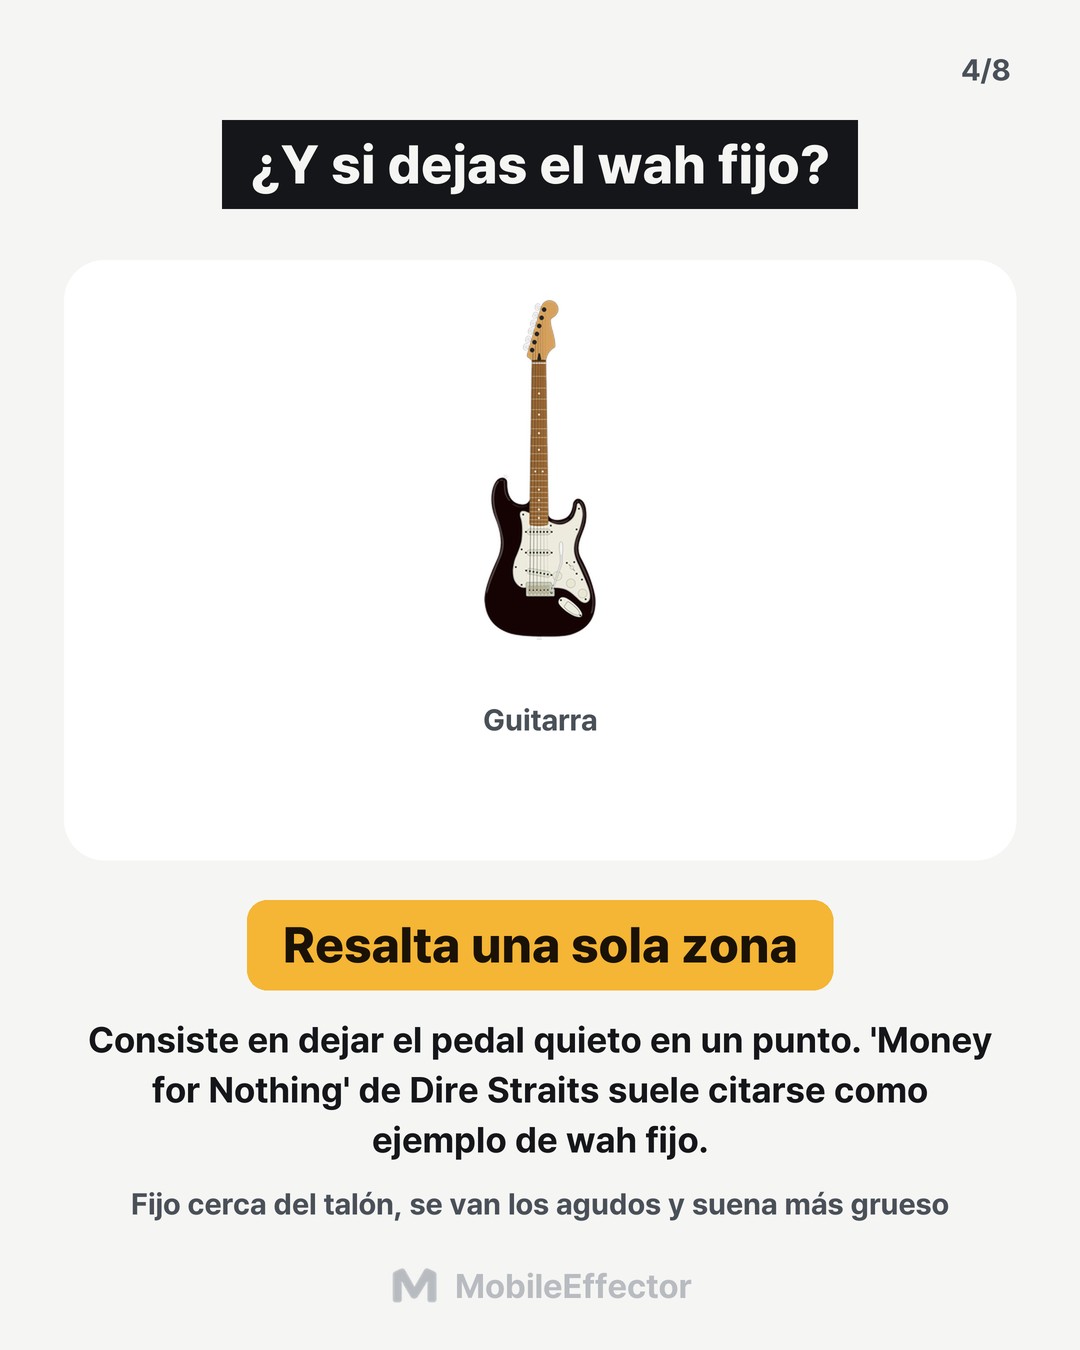 4/8
¿Y si dejas el wah fijo?
Guitarra
Resalta una sola zona
Consiste en dejar el pedal quieto en un punto. 'Money
for Nothing' de Dire Straits suele citarse como
ejemplo de wah fijo.
Fijo cerca del talón, se van los agudos y suena más grueso
MobileEffector